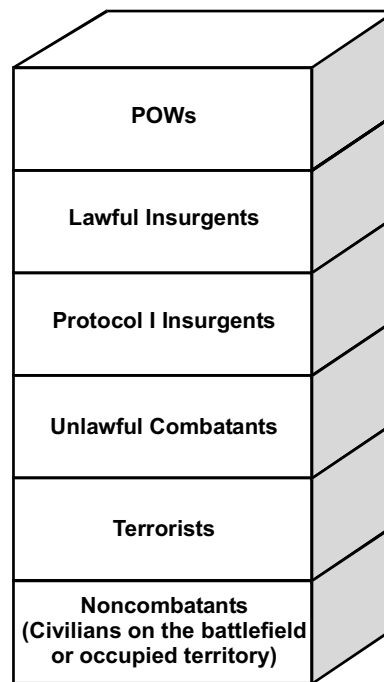 POWs
Lawful Insurgents
Protocol I Insurgents
Unlawful Combatants
Terrorists
Noncombatants
(Civilians on the battlefield
or occupied territory)